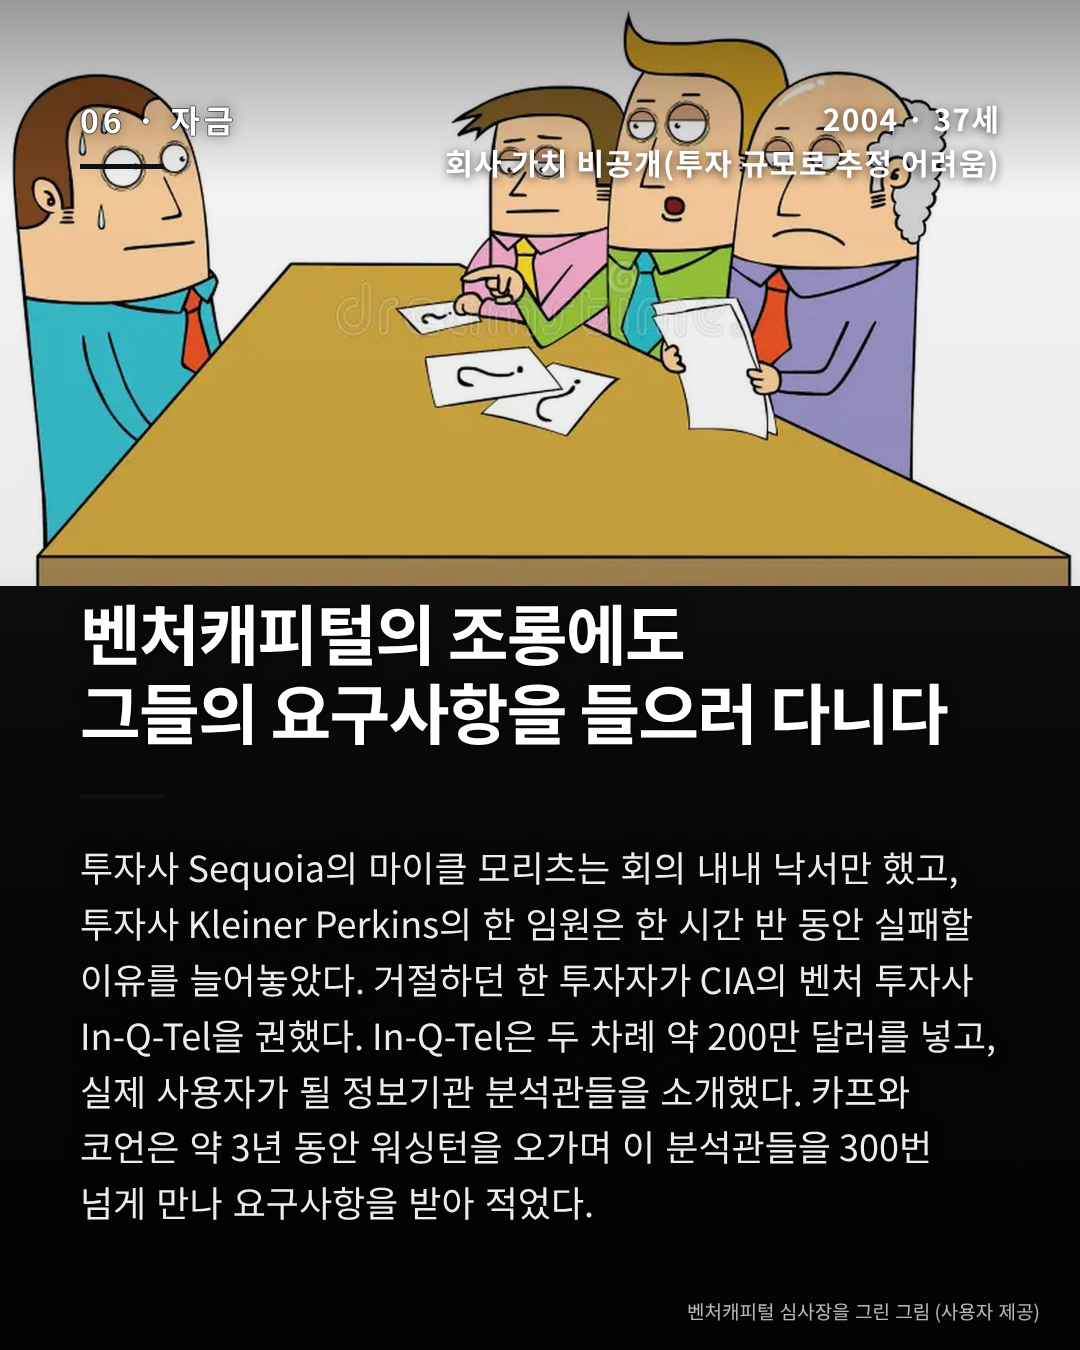 06 · 자금
2004 · 37세
회사 가치 비공개(투자 규모로 추정 어려움)
dreamstime
?
?
?
벤처캐피털의 조롱에도
그들의 요구사항을 들으러 다니다
투자사 Sequoia의 마이클 모리츠는 회의 내내 낙서만 했고,
투자사 Kleiner Perkins의 한 임원은 한 시간 반 동안 실패할
이유를 늘어놓았다. 거절하던 한 투자자가 CIA의 벤처 투자사
In-Q-Tel을 권했다. In-Q-Tel은 두 차례 약 200만 달러를 넣고,
실제 사용자가 될 정보기관 분석관들을 소개했다. 카프와
코언은 약 3년 동안 워싱턴을 오가며 이 분석관들을 300번
넘게 만나 요구사항을 받아 적었다.
벤처캐피털 심사장을 그린 그림 (사용자 제공)